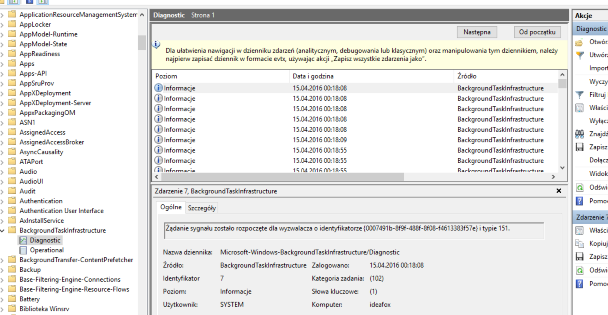 ApplicationResourceManagementSystem
AppLocker
AppModel-Runtime
AppModel-State
AppReadiness
Apps
Apps-API
AppSruProv
AppXDeployment
AppXDeployment-Server
AppxPackagingOM
ASN1
AssignedAccess
AssignedAccessBroker
AsyncCausality
ATAPort
Audio
AudioUI
Audit
Authentication
Authentication User Interface
AxInstallService
BackgroundTaskInfrastructure
Diagnostic
Operational
BackgroundTransfer-ContentPrefetcher
Backup
Base-Filtering-Engine-Connections
Base-Filtering-Engine-Resource-Flows
Battery
Biblioteka Winsrv
Diagnostic Strona 1
Następna Od początku
Dla ułatwienia nawigacji w dzienniku zdarzeń (analitycznym, debugowania lub klasycznym) oraz manipulowania tym dziennikiem, należy
najpierw zapisać dziennik w formacie evtx, używając akcji „Zapisz wszystkie zdarzenia jako”.
Poziom Data i godzina Źródło
Informacje 15.04.2016 00:18:08 BackgroundTaskInfrastructure
Informacje 15.04.2016 00:18:08 BackgroundTaskInfrastructure
Informacje 15.04.2016 00:18:08 BackgroundTaskInfrastructure
Informacje 15.04.2016 00:18:08 BackgroundTaskInfrastructure
Informacje 15.04.2016 00:18:08 BackgroundTaskInfrastructure
Informacje 15.04.2016 00:18:09 BackgroundTaskInfrastructure
Informacje 15.04.2016 00:18:55 BackgroundTaskInfrastructure
Informacje 15.04.2016 00:18:55 BackgroundTaskInfrastructure
Informacje 15.04.2016 00:18:55 BackgroundTaskInfrastructure
Zdarzenie 7, BackgroundTaskInfrastructure
Ogólne Szczegóły
Żądanie sygnału zostało rozpoczęte dla wyzwalacza o identyfikatorze {0007491b-8f9f-488f-8f08-f4613383f57e} i typie 151.
Nazwa dziennika: Microsoft-Windows-BackgroundTaskInfrastructure/Diagnostic
Źródło: BackgroundTaskInfrastructure Zalogowano: 15.04.2016 00:18:08
Identyfikator 7 Kategoria zadania: (102)
Poziom: Informacje Słowa kluczowe: (1)
Użytkownik: SYSTEM Komputer: ideafox
Akcje
Diagnostic
Otwórz
Utwórz
Import
Wyczy
Filtruj
Właści
Wyłącz
Znajdź
Zapisz
Dołącz
Widok
Odświ
Pomoc
Zdarzenie 7
Właści
Kopiuj
Zapisz
Odświ
Pomoc